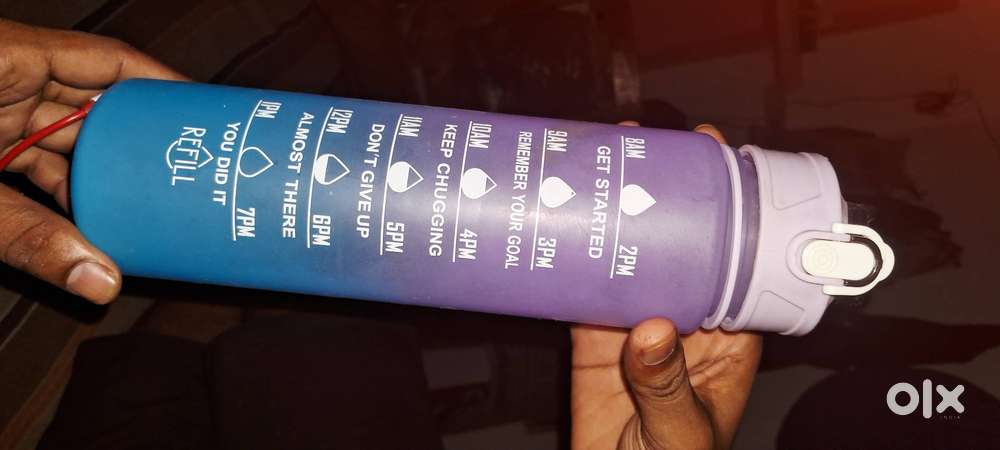 8AM 2PM
GET STARTED
9AM 3PM
REMEMBER YOUR GOAL
10AM 4PM
KEEP CHUGGING
11AM 5PM
DON'T GIVE UP
12PM 6PM
ALMOST THERE
1PM 7PM
YOU DID IT
REFILL
OLX
INDIA